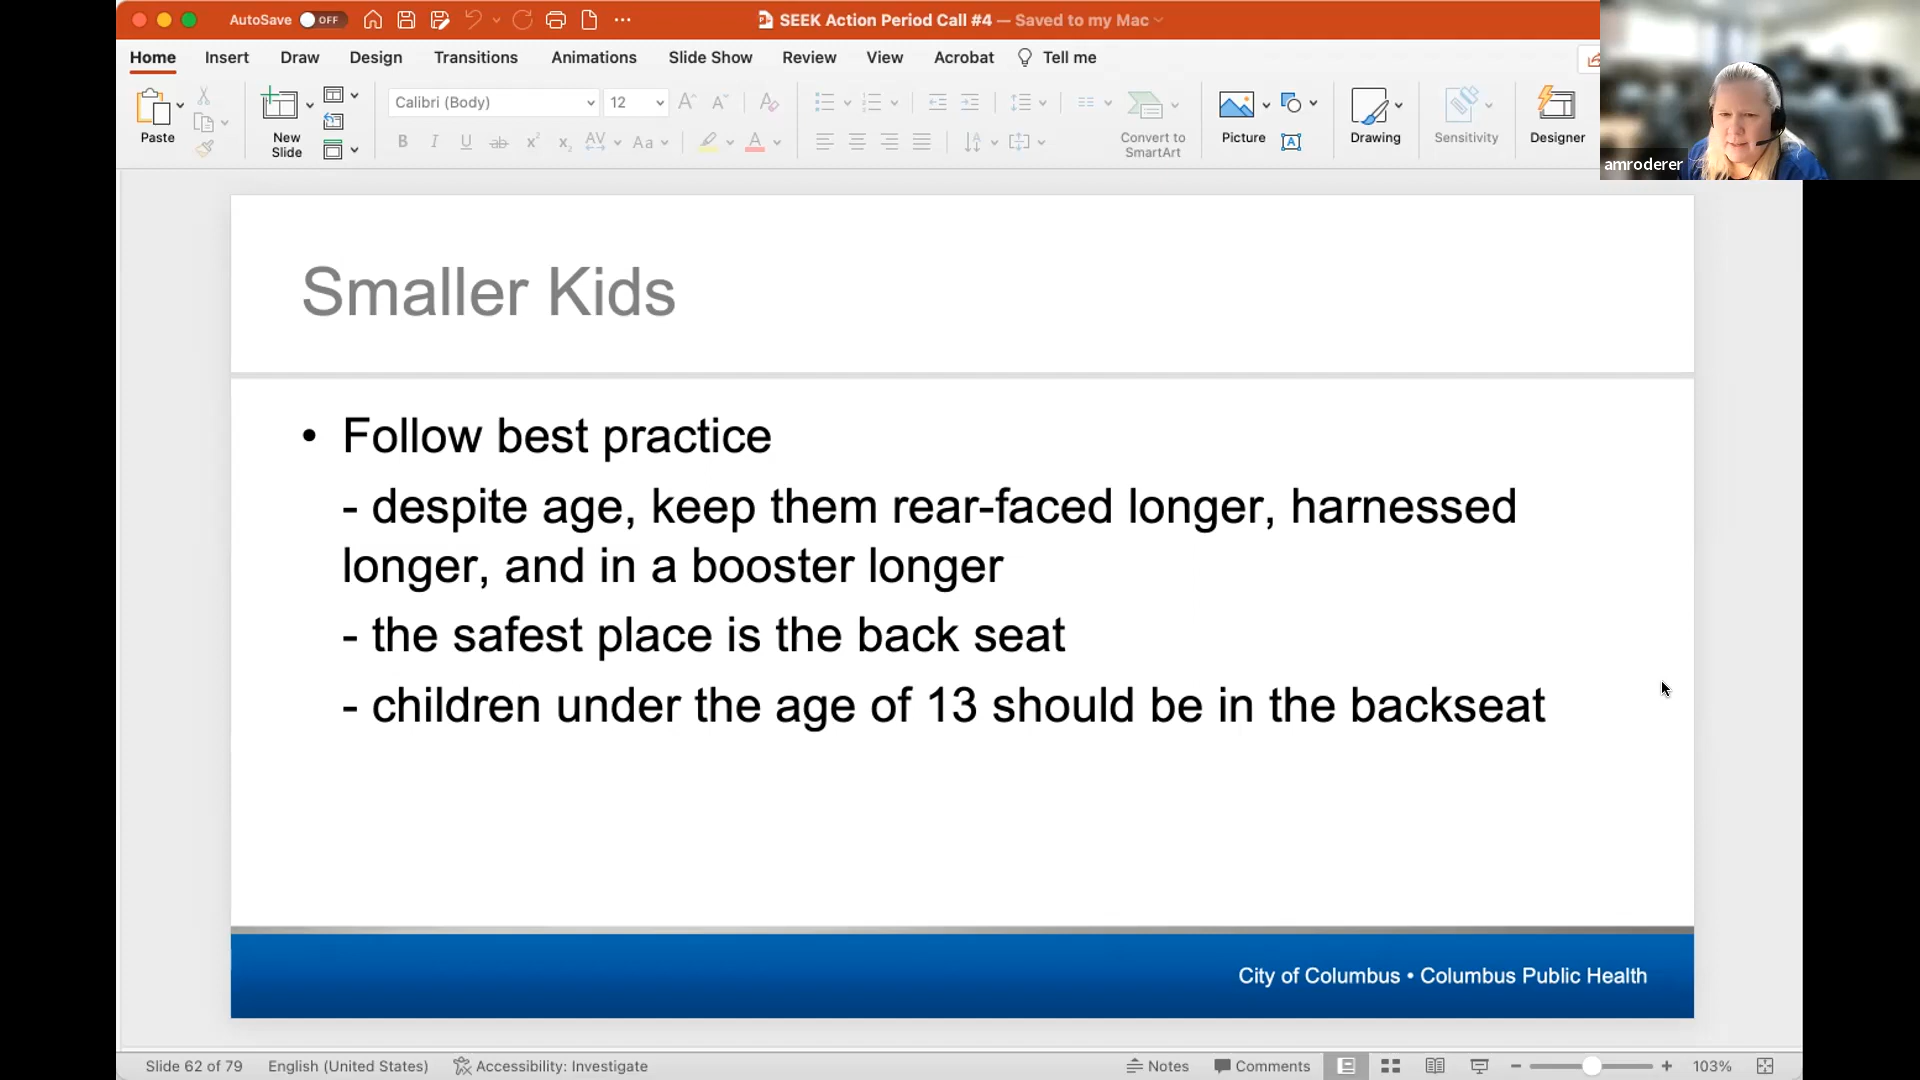 AutoSave OFF
SEEK Action Period Call #4 — Saved to my Mac
Home Insert Draw Design Transitions Animations Slide Show Review View Acrobat Tell me
Paste
New
Slide
Calibri (Body) 12
Convert to
SmartArt
Picture
Drawing
Sensitivity
Designer
amroderer
Smaller Kids
• Follow best practice
- despite age, keep them rear-faced longer, harnessed
longer, and in a booster longer
- the safest place is the back seat
- children under the age of 13 should be in the backseat
City of Columbus • Columbus Public Health
Slide 62 of 79 English (United States) Accessibility: Investigate Notes Comments 103%